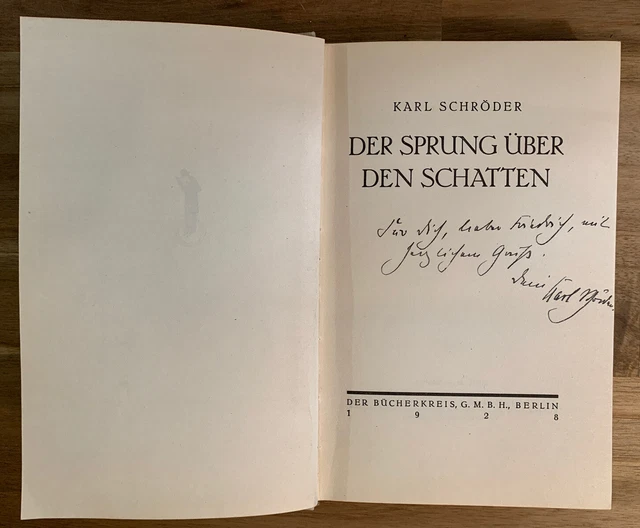 KARL SCHRÖDER
DER SPRUNG ÜBER
DEN SCHATTEN
Für Dich, lieber Friedrich, mit
herzlichem Gruß.
Dein Karl Schröder
DER BÜCHERKREIS, G. M. B. H., BERLIN
1 9 2 8